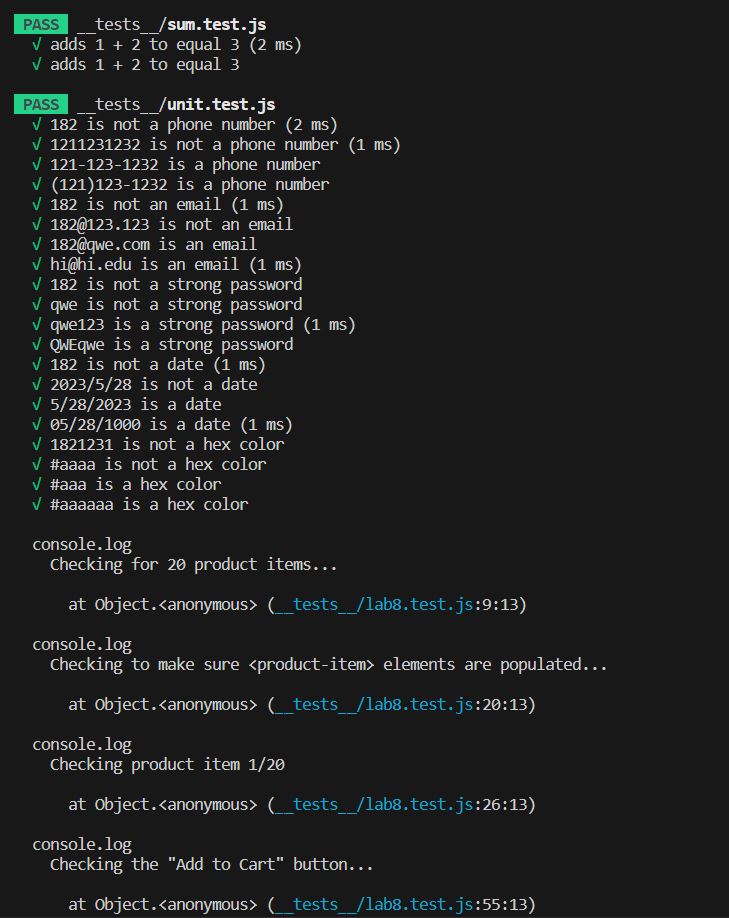 PASS __tests__/sum.test.js
√ adds 1 + 2 to equal 3 (2 ms)
√ adds 1 + 2 to equal 3
PASS __tests__/unit.test.js
√ 182 is not a phone number (2 ms)
√ 1211231232 is not a phone number (1 ms)
√ 121-123-1232 is a phone number
√ (121)123-1232 is a phone number
√ 182 is not an email (1 ms)
√ 182@123.123 is not an email
√ 182@qwe.com is an email
√ hi@hi.edu is an email (1 ms)
√ 182 is not a strong password
√ qwe is not a strong password
√ qwe123 is a strong password (1 ms)
√ QWEqwe is a strong password
√ 182 is not a date (1 ms)
√ 2023/5/28 is not a date
√ 5/28/2023 is a date
√ 05/28/1000 is a date (1 ms)
√ 1821231 is not a hex color
√ #aaaa is not a hex color
√ #aaa is a hex color
√ #aaaaaa is a hex color
console.log
Checking for 20 product items...
at Object.<anonymous> (__tests__/lab8.test.js:9:13)
console.log
Checking to make sure <product-item> elements are populated...
at Object.<anonymous> (__tests__/lab8.test.js:20:13)
console.log
Checking product item 1/20
at Object.<anonymous> (__tests__/lab8.test.js:26:13)
console.log
Checking the "Add to Cart" button...
at Object.<anonymous> (__tests__/lab8.test.js:55:13)